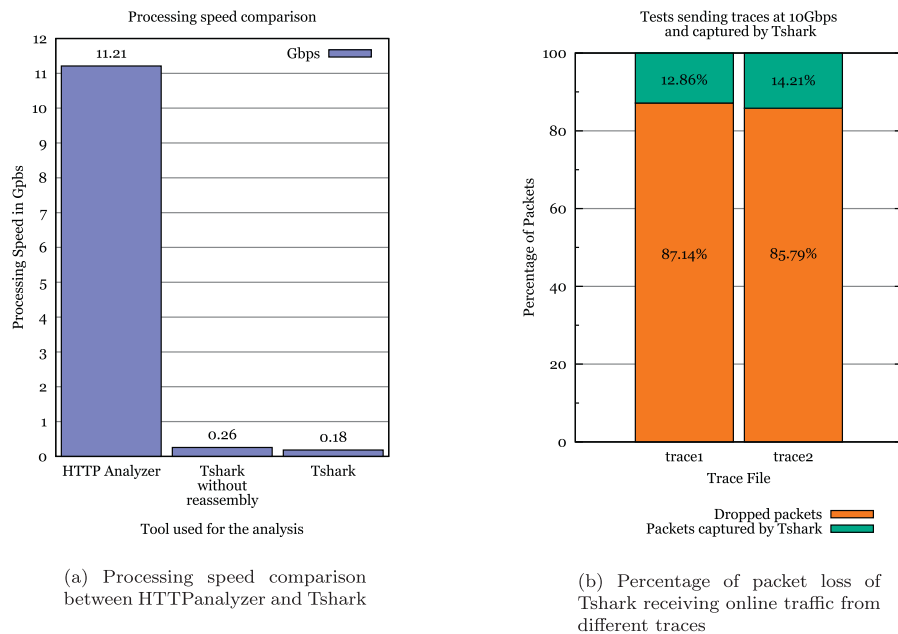 Processing speed comparison
12
11
10
9
8
7
6
5
4
3
2
1
0
Processing Speed in Gpbs
Gbps
11.21
0.26
0.18
HTTP Analyzer
Tshark
without
reassembly
Tshark
Tool used for the analysis
(a) Processing speed comparison
between HTTPanalyzer and Tshark
Tests sending traces at 10Gbps
and captured by Tshark
100
80
60
40
20
0
Percentage of Packets
12.86%
14.21%
87.14%
85.79%
trace1
trace2
Trace File
Dropped packets
Packets captured by Tshark
(b) Percentage of packet loss of
Tshark receiving online traffic from
different traces